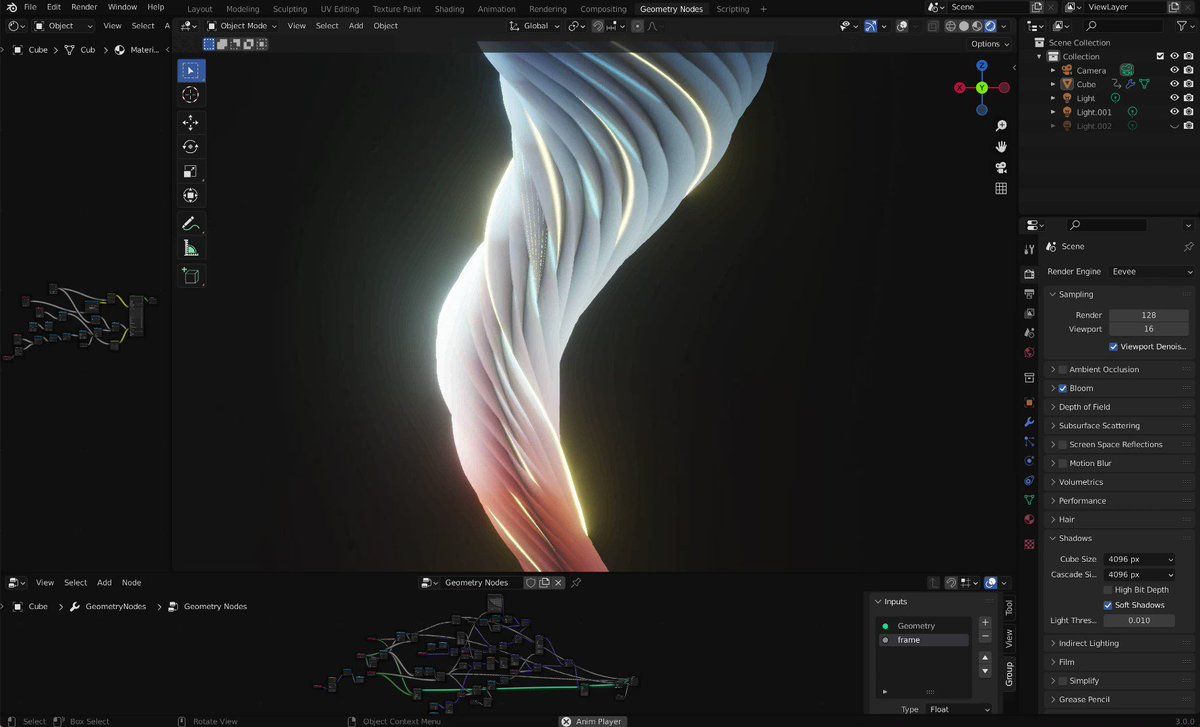 File Edit Render Window Help
Layout Modeling Sculpting UV Editing Texture Paint Shading Animation Rendering Compositing Geometry Nodes Scripting +
Scene
ViewLayer
Object View Select A
Object Mode View Select Add Object
Global
Options
Cube > Cub > Materi...
Z
X
Y
Scene Collection
Collection
Camera
Cube
Light
Light.001
Light.002
Scene
Render Engine Eevee
Sampling
Render 128
Viewport 16
Viewport Denois...
Ambient Occlusion
Bloom
Depth of Field
Subsurface Scattering
Screen Space Reflections
Motion Blur
Volumetrics
Performance
Hair
Shadows
Cube Size 4096 px
Cascade Si... 4096 px
High Bit Depth
Soft Shadows
Light Thres... 0.010
Indirect Lighting
Film
Simplify
Grease Pencil
View Select Add Node
Geometry Nodes
Cube > GeometryNodes > Geometry Nodes
Inputs
Geometry
frame
Type Float
Tool
View
Group
Select Box Select Rotate View Object Context Menu Anim Player 3.0.0